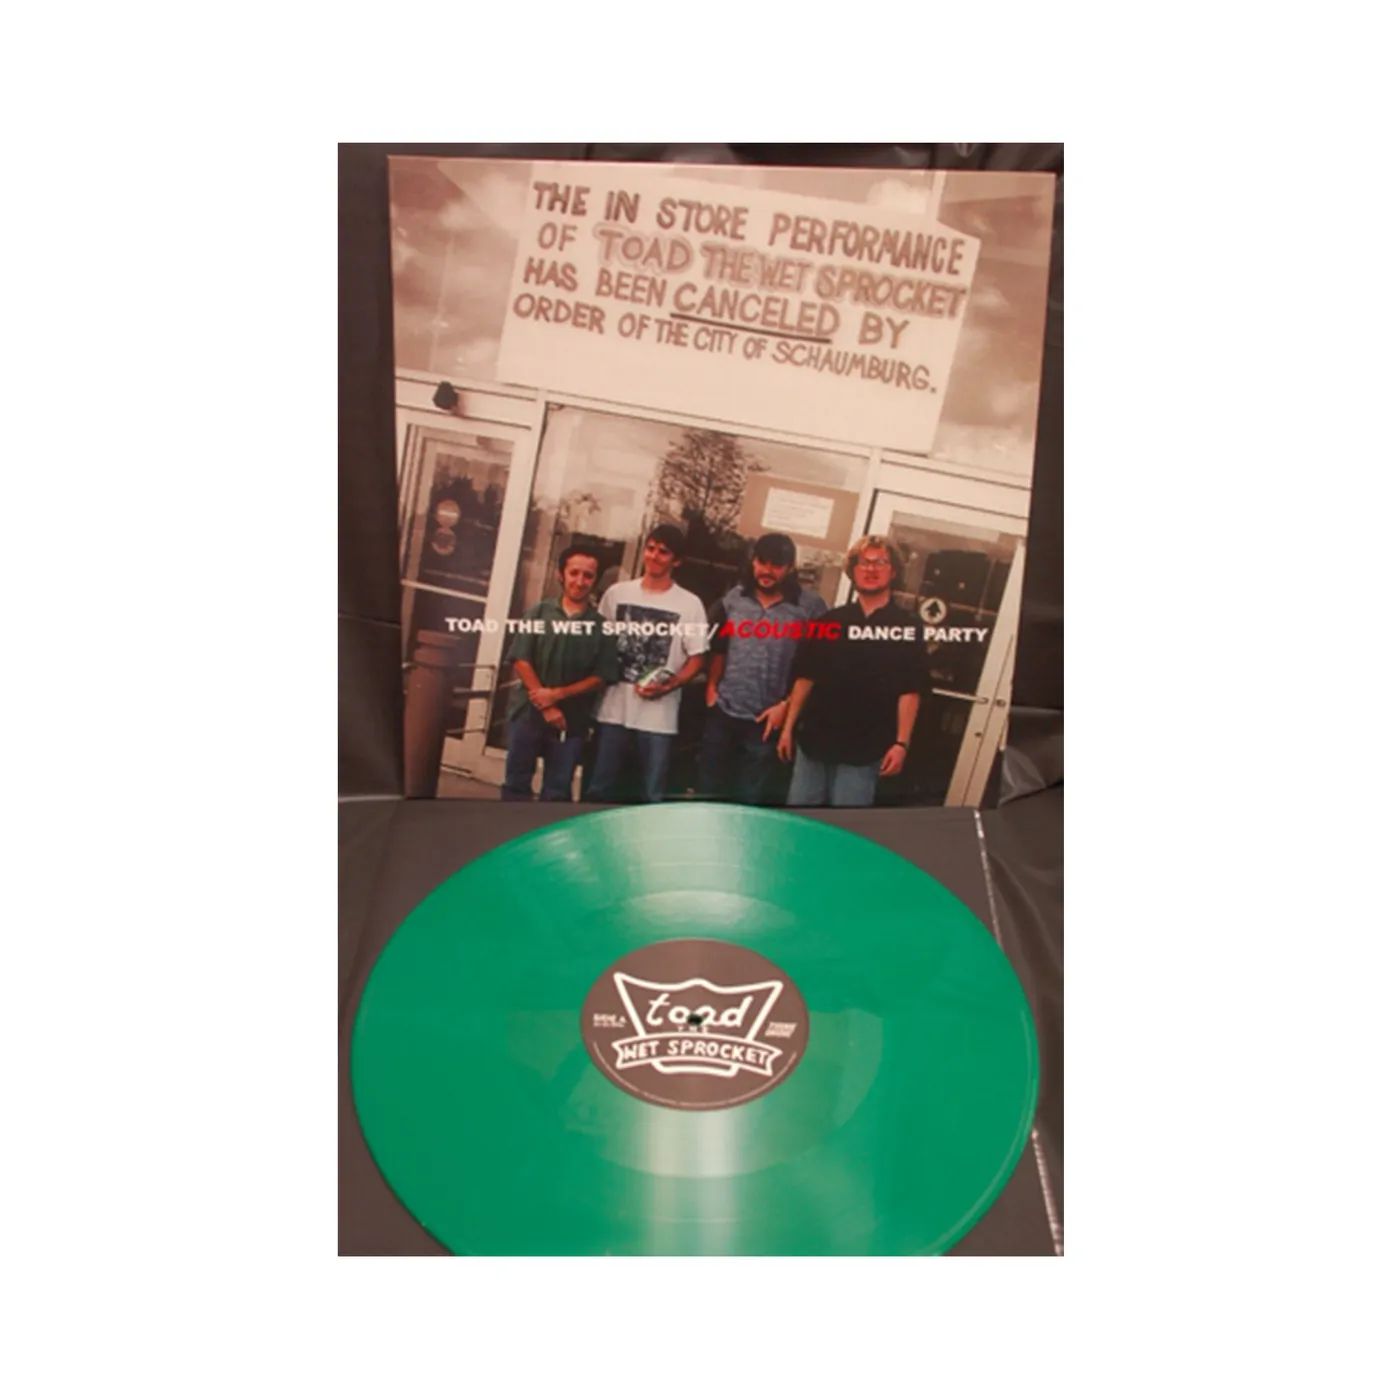 THE IN STORE PERFORMANCE
OF TOAD THE WET SPROCKET
HAS BEEN CANCELED BY
ORDER OF THE CITY OF SCHAUMBURG.
TOAD THE WET SPROCKET/ACOUSTIC DANCE PARTY
toad
THE
WET SPROCKET
SIDE A